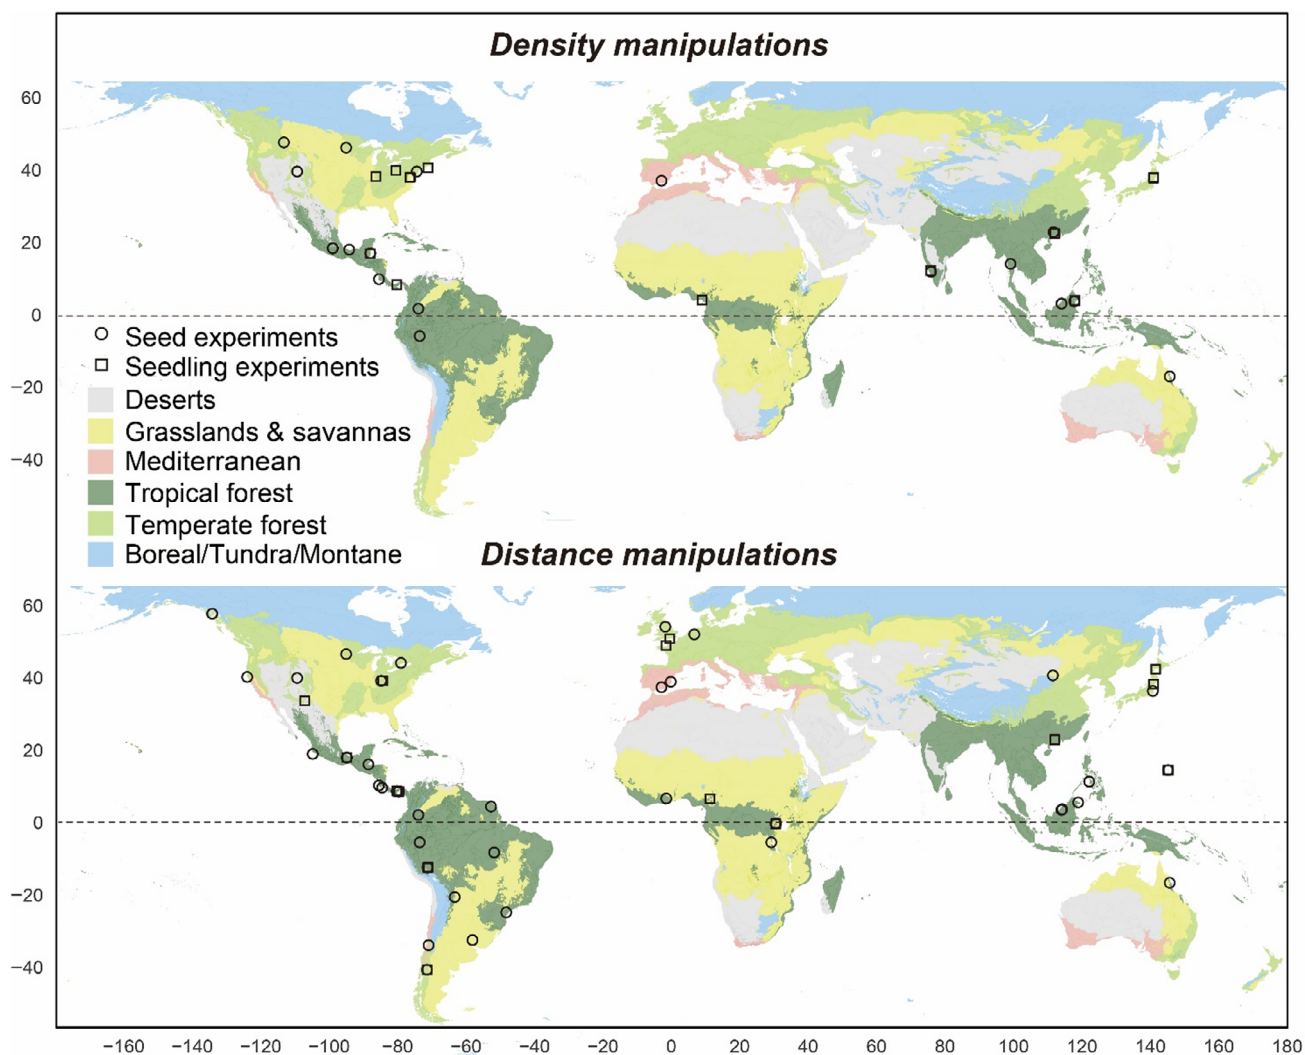 Density manipulations
60
40
20
0
−20
−40
Seed experiments
Seedling experiments
Deserts
Grasslands & savannas
Mediterranean
Tropical forest
Temperate forest
Boreal/Tundra/Montane
Distance manipulations
60
40
20
0
−20
−40
−160 −140 −120 −100 −80 −60 −40 −20 0 20 40 60 80 100 120 140 160 180